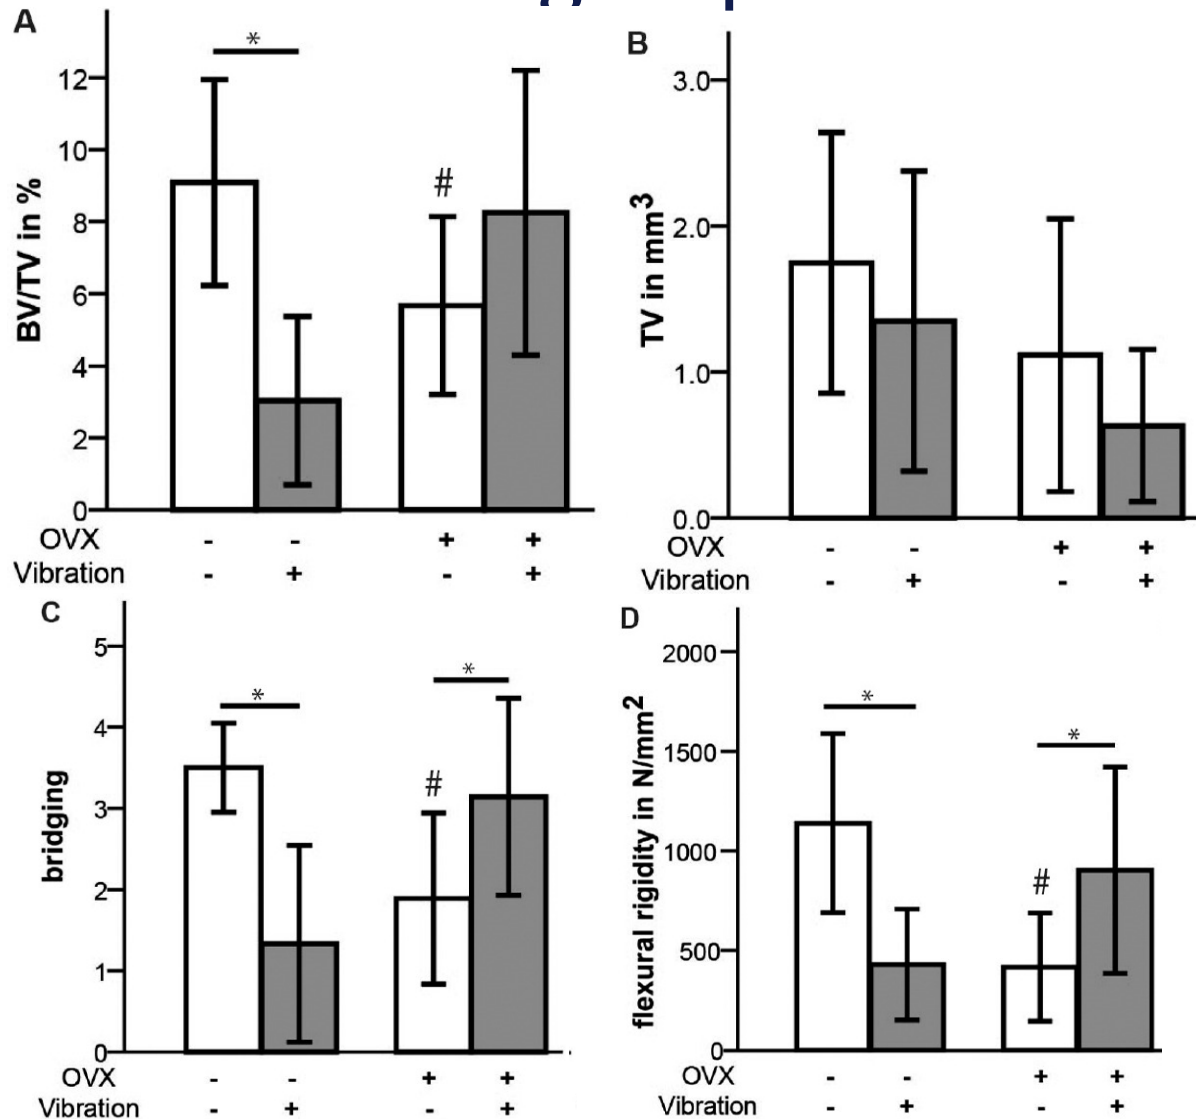 A
*
#
12
10
8
6
4
2
0
BV/TV in %
OVX - - + +
Vibration - + - +
B
3.0
2.0
1.0
0.0
TV in mm3
OVX - - + +
Vibration - + - +
C
*
*
#
5
4
3
2
1
0
bridging
OVX - - + +
Vibration - + - +
D
*
*
#
2000
1500
1000
500
0
flexural rigidity in N/mm2
OVX - - + +
Vibration - + - +